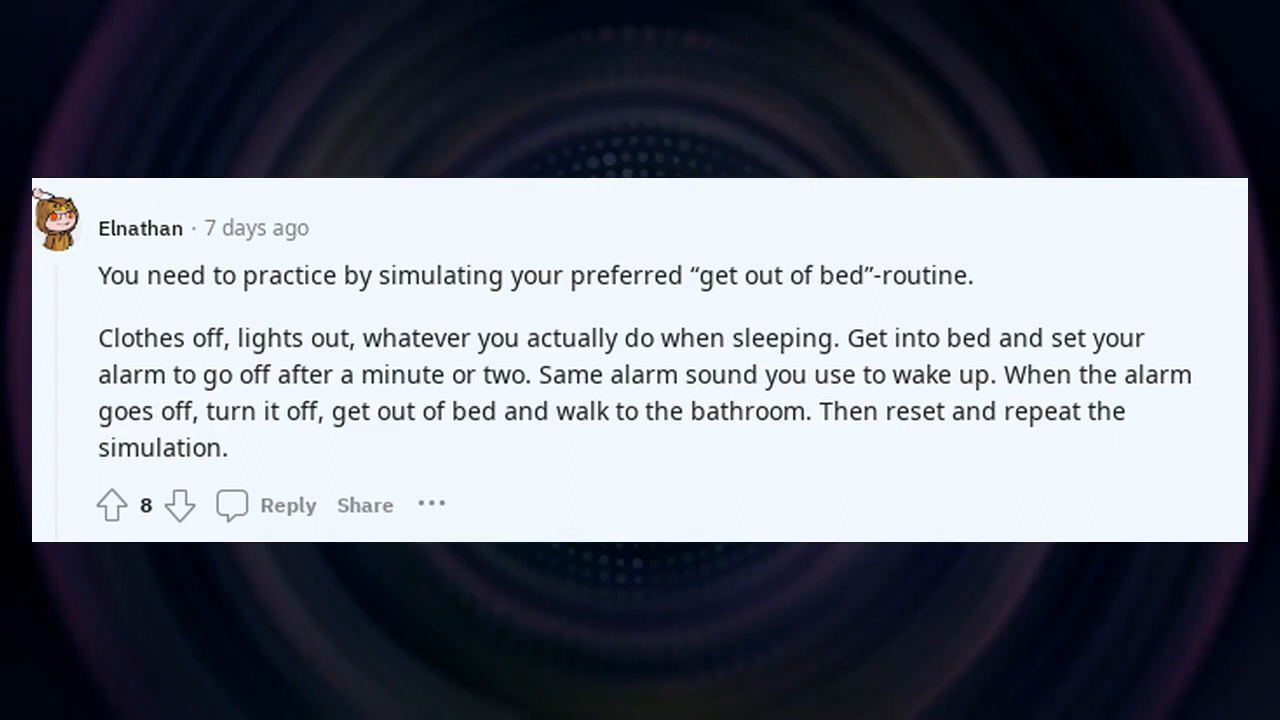 Elnathan · 7 days ago
You need to practice by simulating your preferred “get out of bed”-routine.
Clothes off, lights out, whatever you actually do when sleeping. Get into bed and set your
alarm to go off after a minute or two. Same alarm sound you use to wake up. When the alarm
goes off, turn it off, get out of bed and walk to the bathroom. Then reset and repeat the
simulation.
8 Reply Share ···